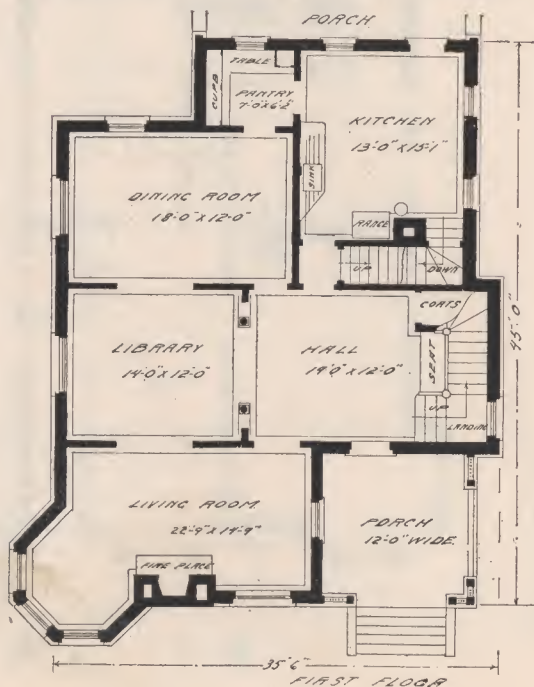 PORCH
TABLE
CUPB
PANTRY
7'-0"X6'-2"
KITCHEN
13'-0" X 15'-1"
SINK
DINING ROOM
18'-0" X 12'-0"
RANGE
UP
DOWN
COATS
LIBRARY
14'-0" X 12'-0"
HALL
19'-0" X 12'-0"
SEAT
UP
LANDING
45'-0"
LIVING ROOM
22'-9" X 14'-9"
PORCH
12'-0" WIDE
FIRE PLACE
35'6"
FIRST FLOOR